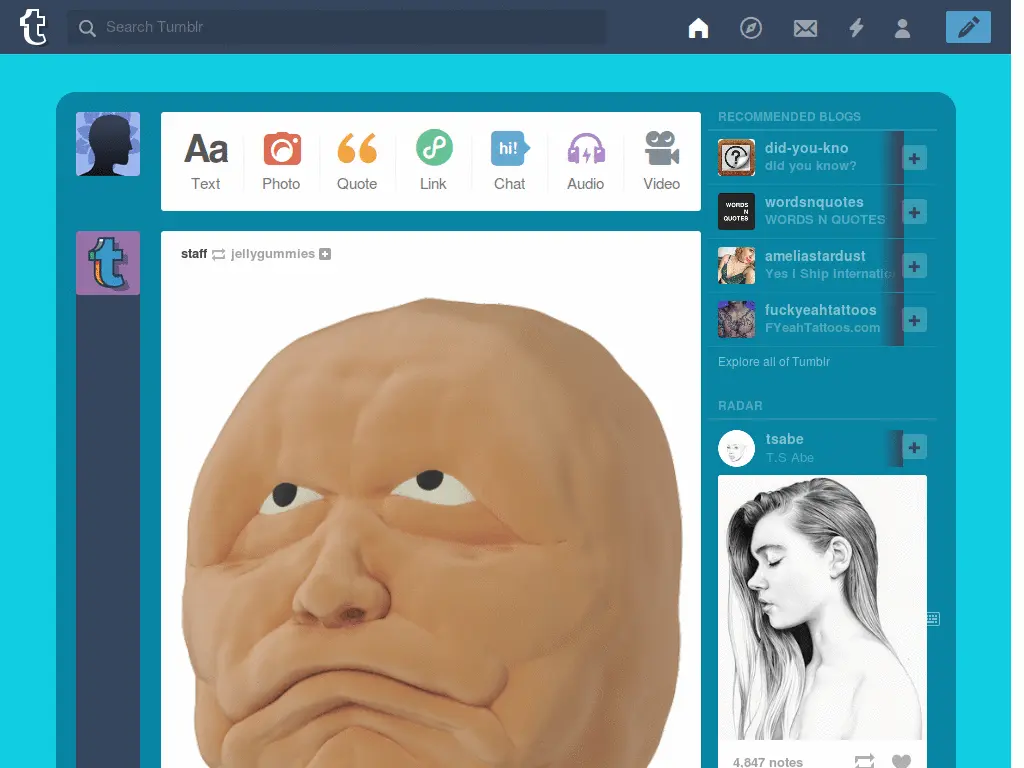 Search Tumblr
Aa
hi!
Text
Photo
Quote
Link
Chat
Audio
Video
staff jellygummies
RECOMMENDED BLOGS
did-you-kno
did you know?
WORDS
N
QUOTES
wordsnquotes
WORDS N QUOTES
ameliastardust
Yes I Ship Internatio
fuckyeahtattoos
FYeahTattoos.com
Explore all of Tumblr
RADAR
tsabe
T.S Abe
4,847 notes